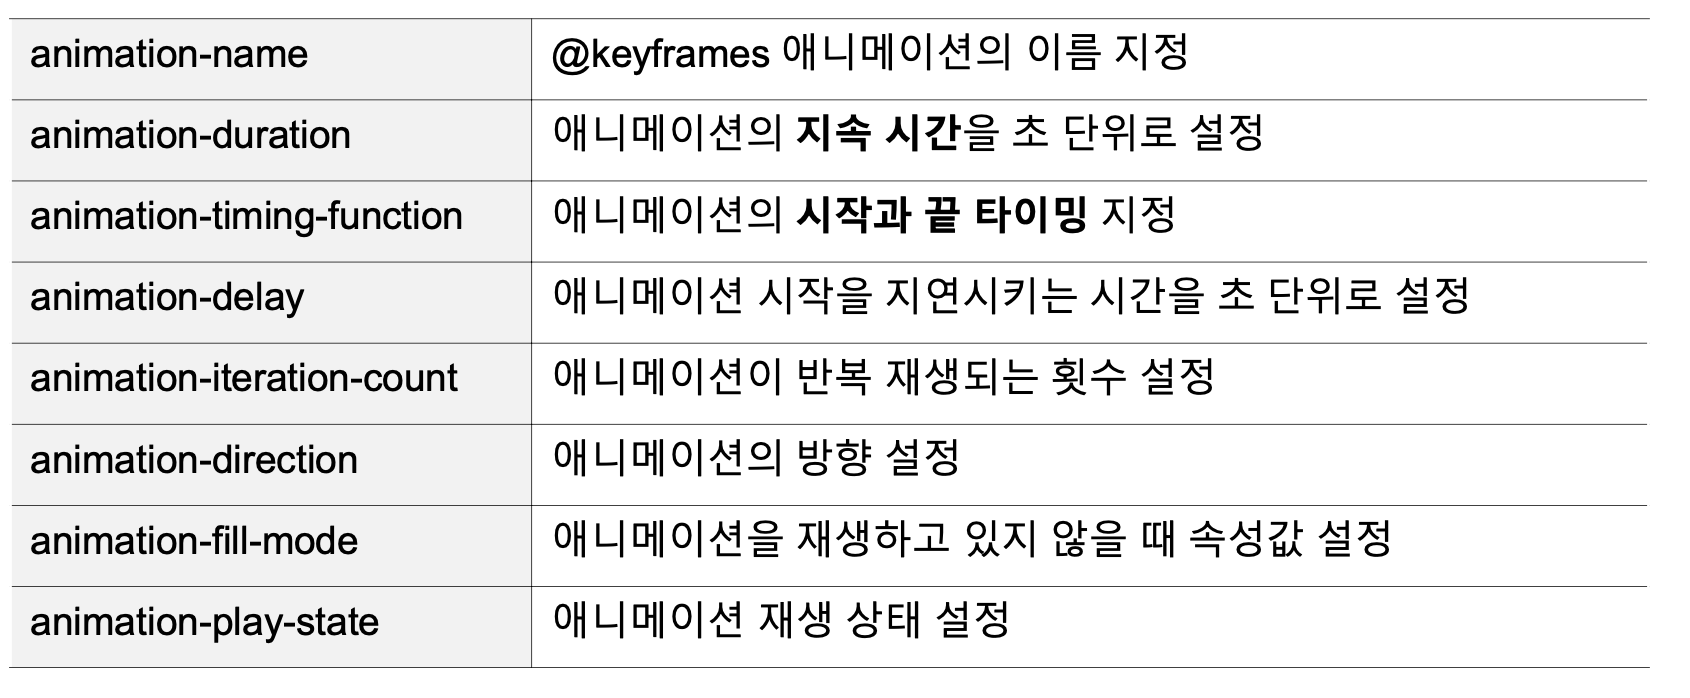 animation-name @keyframes 애니메이션의 이름 지정
animation-duration 애니메이션의 지속 시간을 초 단위로 설정
animation-timing-function 애니메이션의 시작과 끝 타이밍 지정
animation-delay 애니메이션 시작을 지연시키는 시간을 초 단위로 설정
animation-iteration-count 애니메이션이 반복 재생되는 횟수 설정
animation-direction 애니메이션의 방향 설정
animation-fill-mode 애니메이션을 재생하고 있지 않을 때 속성값 설정
animation-play-state 애니메이션 재생 상태 설정